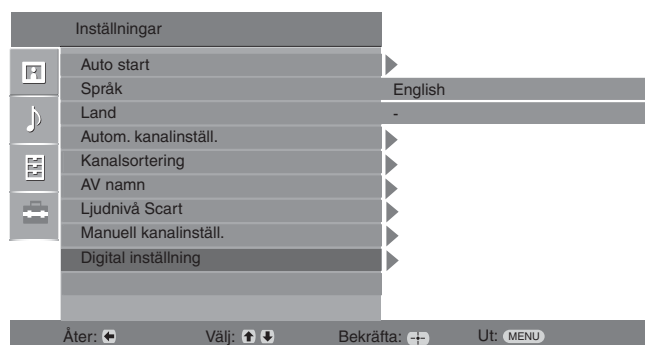 Inställningar
Auto start
Språk English
Land -
Autom. kanalinställ.
Kanalsortering
AV namn
Ljudnivå Scart
Manuell kanalinställ.
Digital inställning
Åter: Välj: Bekräfta: Ut: MENU